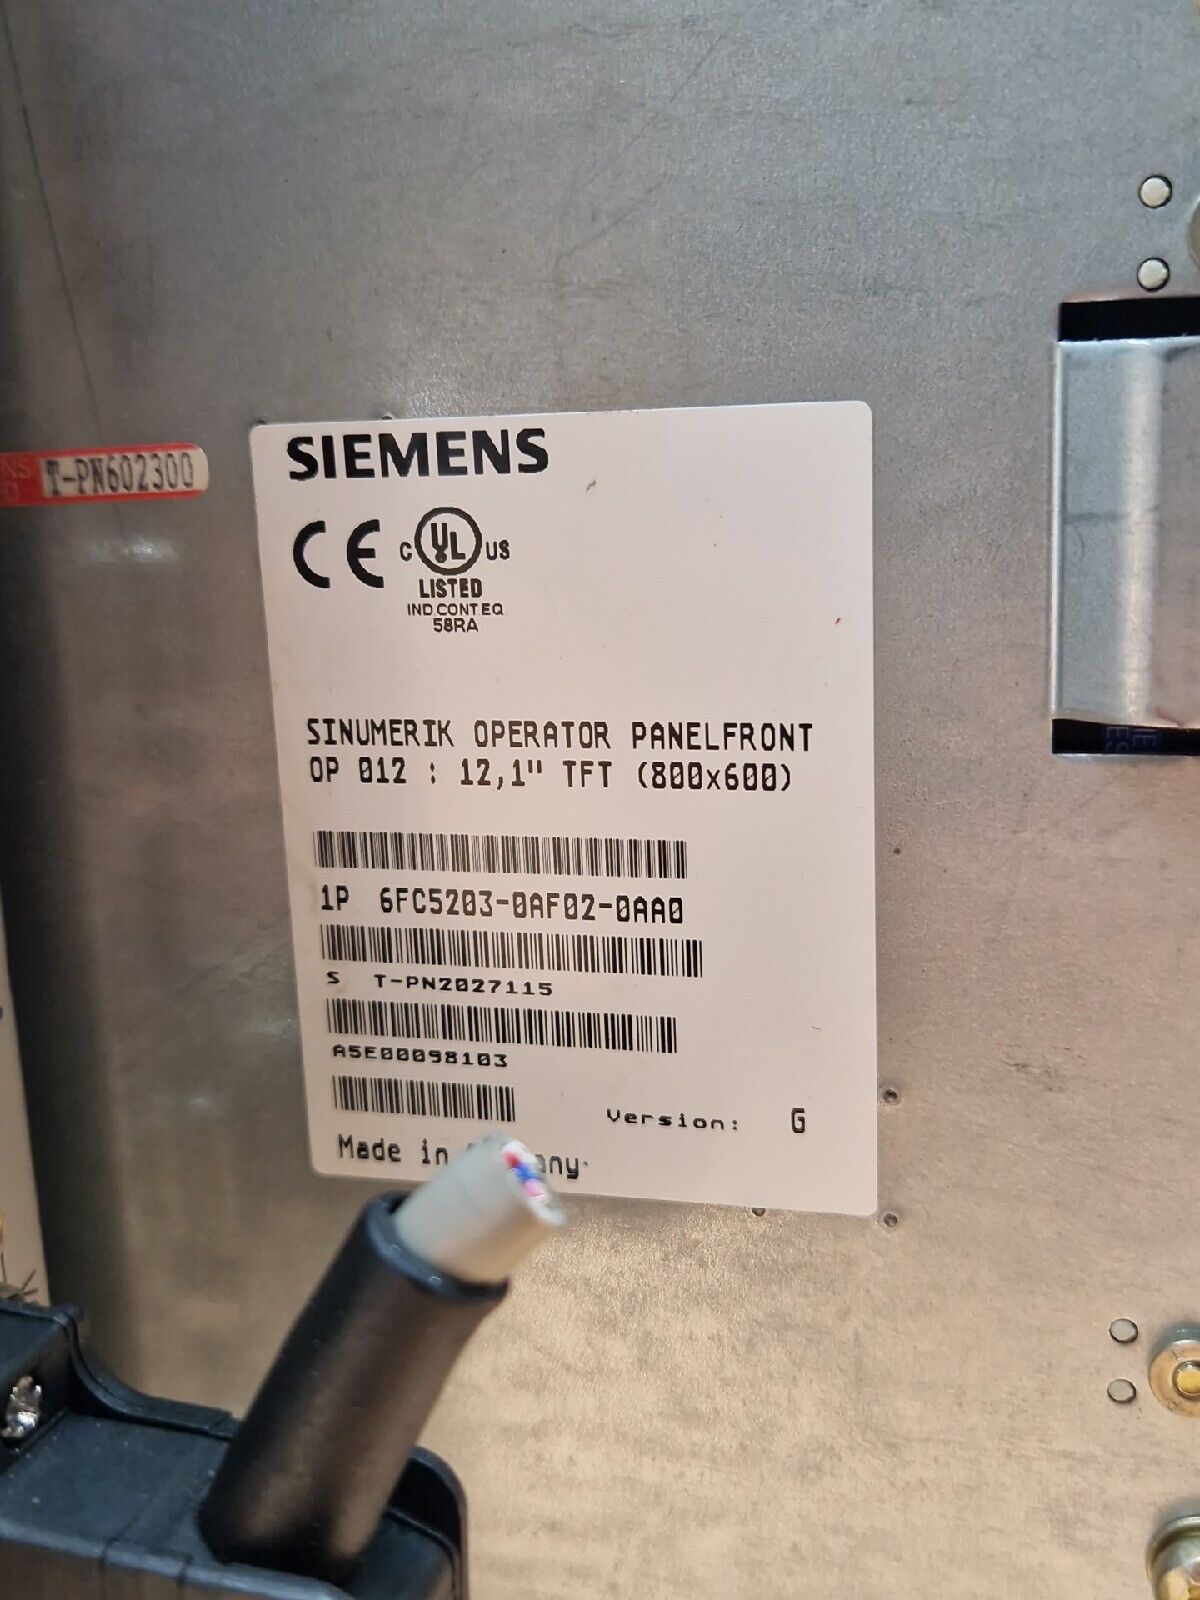 T-PN602300
SIEMENS
CE
C UL US
LISTED
IND.CONT.EQ.
58RA
SINUMERIK OPERATOR PANELFRONT
OP 012 : 12,1" TFT (800x600)
1P 6FC5203-0AF02-0AA0
S T-PN2027115
A5E00098103
Version: G
Made in